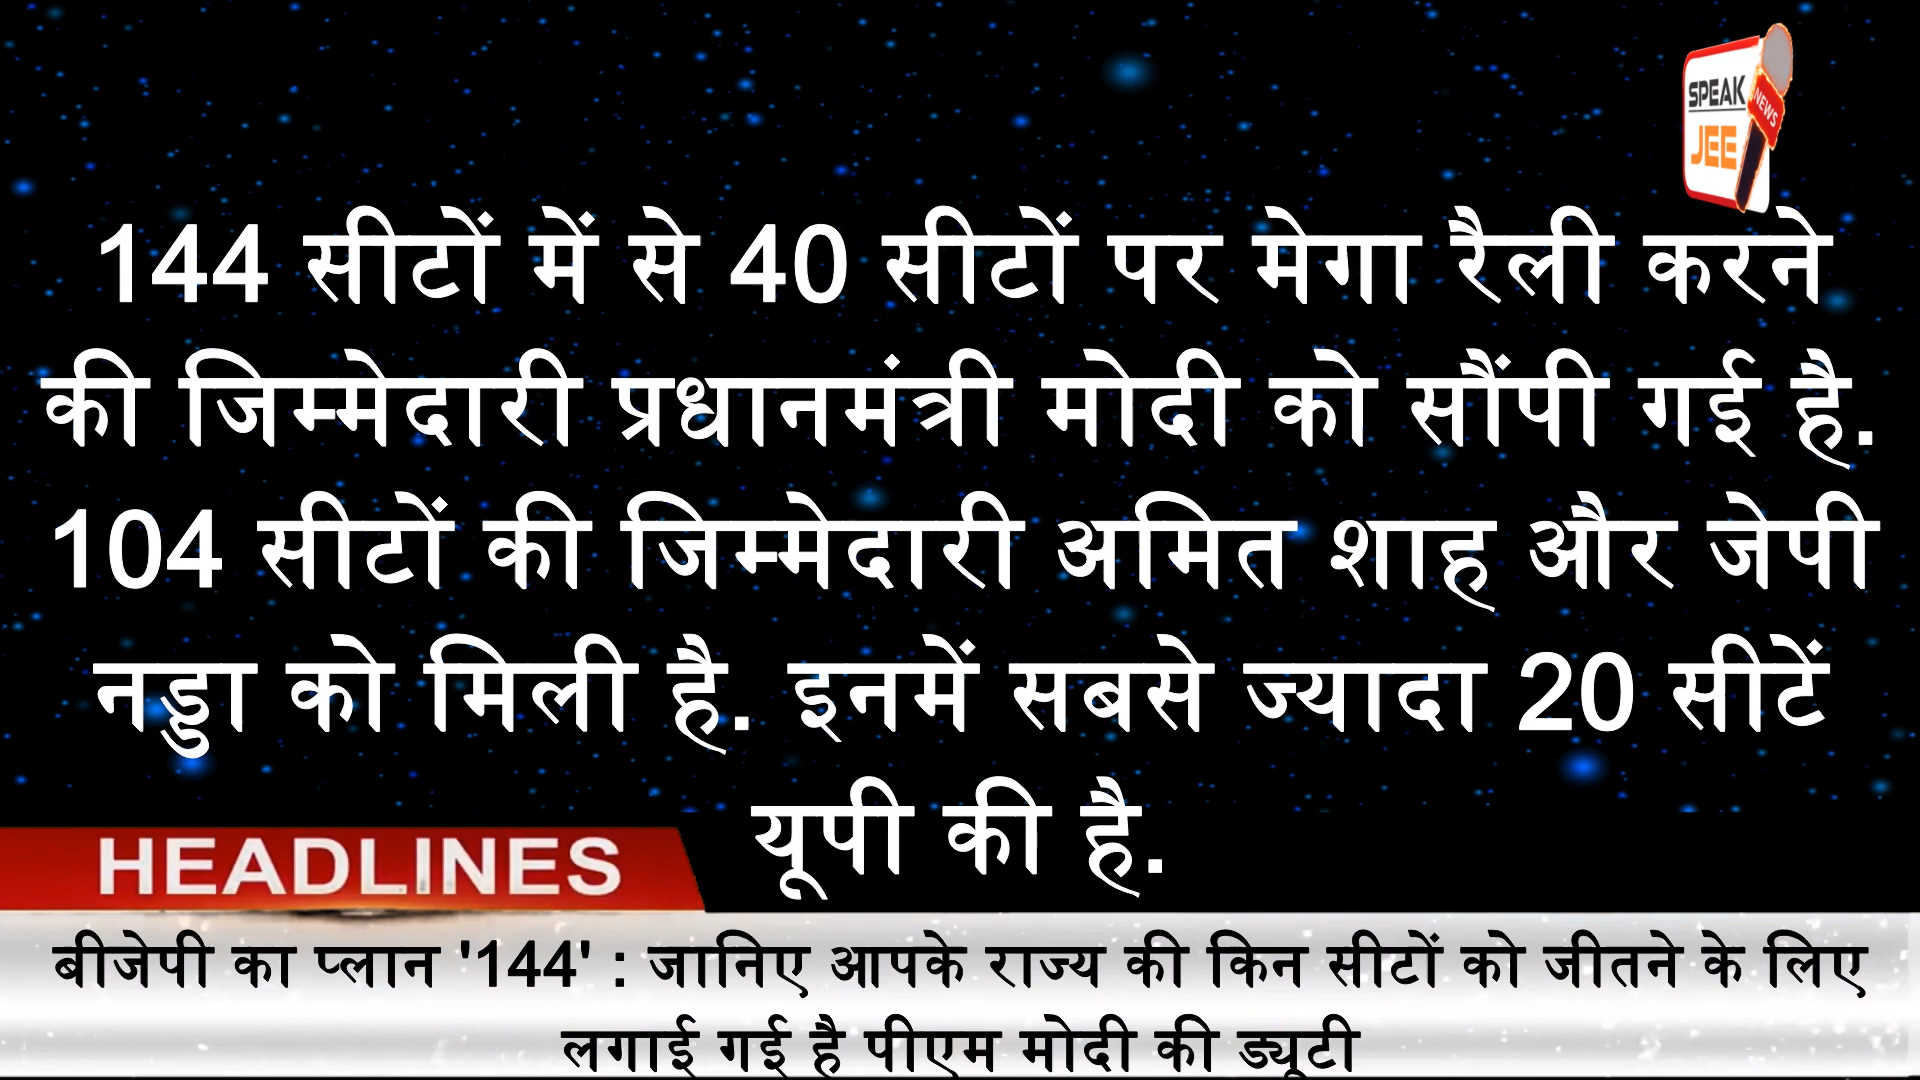 SPEAK
NEWS
JEE
144 सीटों में से 40 सीटों पर मेगा रैली करने
की जिम्मेदारी प्रधानमंत्री मोदी को सौंपी गई है.
104 सीटों की जिम्मेदारी अमित शाह और जेपी
नड्डा को मिली है. इनमें सबसे ज्यादा 20 सीटें
यूपी की है.
HEADLINES
बीजेपी का प्लान '144' : जानिए आपके राज्य की किन सीटों को जीतने के लिए
लगाई गई है पीएम मोदी की ड्यूटी